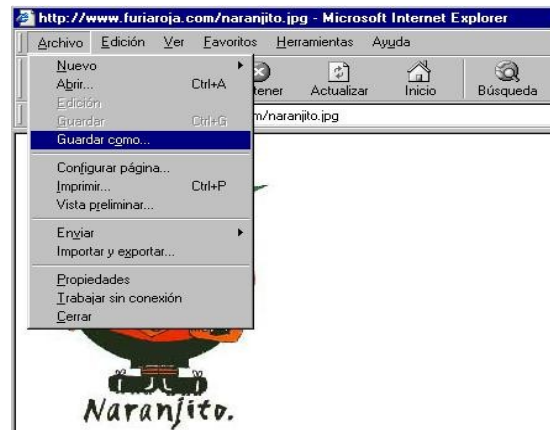 http://www.furiaroja.com/naranjito.jpg - Microsoft Internet Explorer
Archivo Edición Ver Favoritos Herramientas Ayuda
Nuevo
Abrir... Ctrl+A
Edición
Guardar Ctrl+G
Guardar como...
Configurar página...
Imprimir... Ctrl+P
Vista preliminar...
Enviar
Importar y exportar...
Propiedades
Trabajar sin conexión
Cerrar
tener Actualizar Inicio Búsqueda
m/naranjito.jpg
Naranjito.